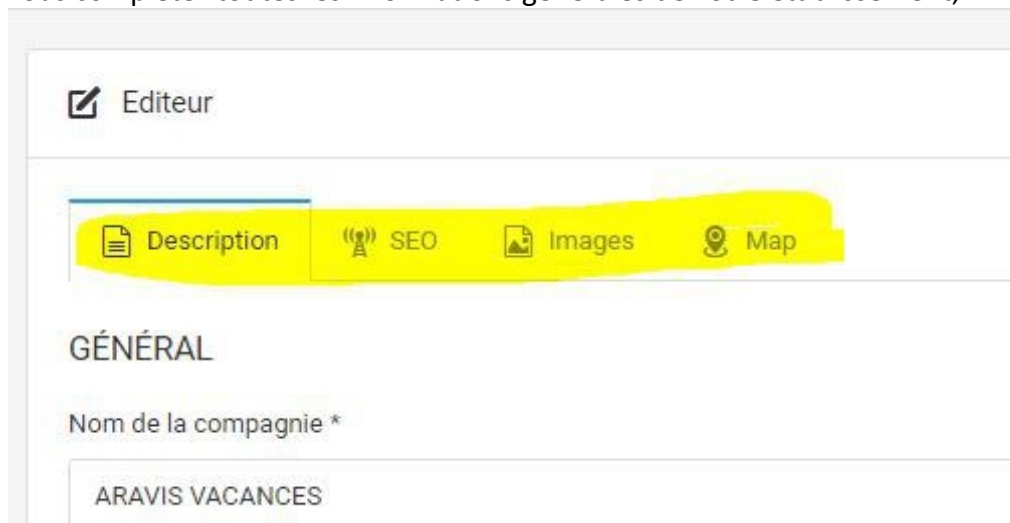 Editeur
Description SEO Images Map
GÉNÉRAL
Nom de la compagnie *
ARAVIS VACANCES